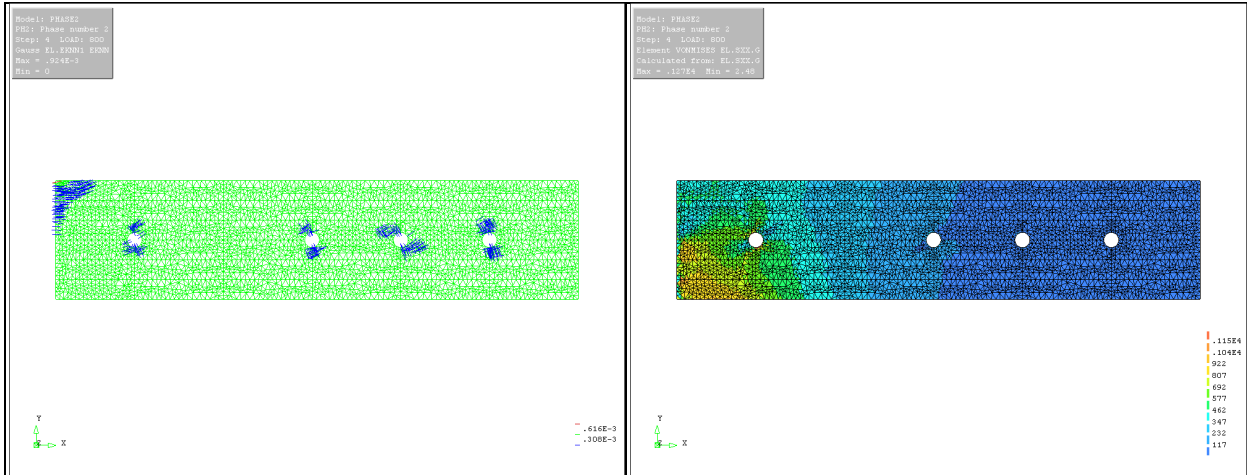 Model: PHASE2
PH2: Phase number 2
Step: 4 LOAD: 800
Gauss EL.EKNN1 EKNN
Max = .924E-3
Min = 0
Y
Z X
.616E-3
.308E-3
Model: PHASE2
PH2: Phase number 2
Step: 4 LOAD: 800
Element VONMISES EL.SXX.G
Calculated from: EL.SXX.G
Max = .127E4 Min = 2.48
.115E4
.104E4
922
807
692
577
462
347
232
117
Y
Z X